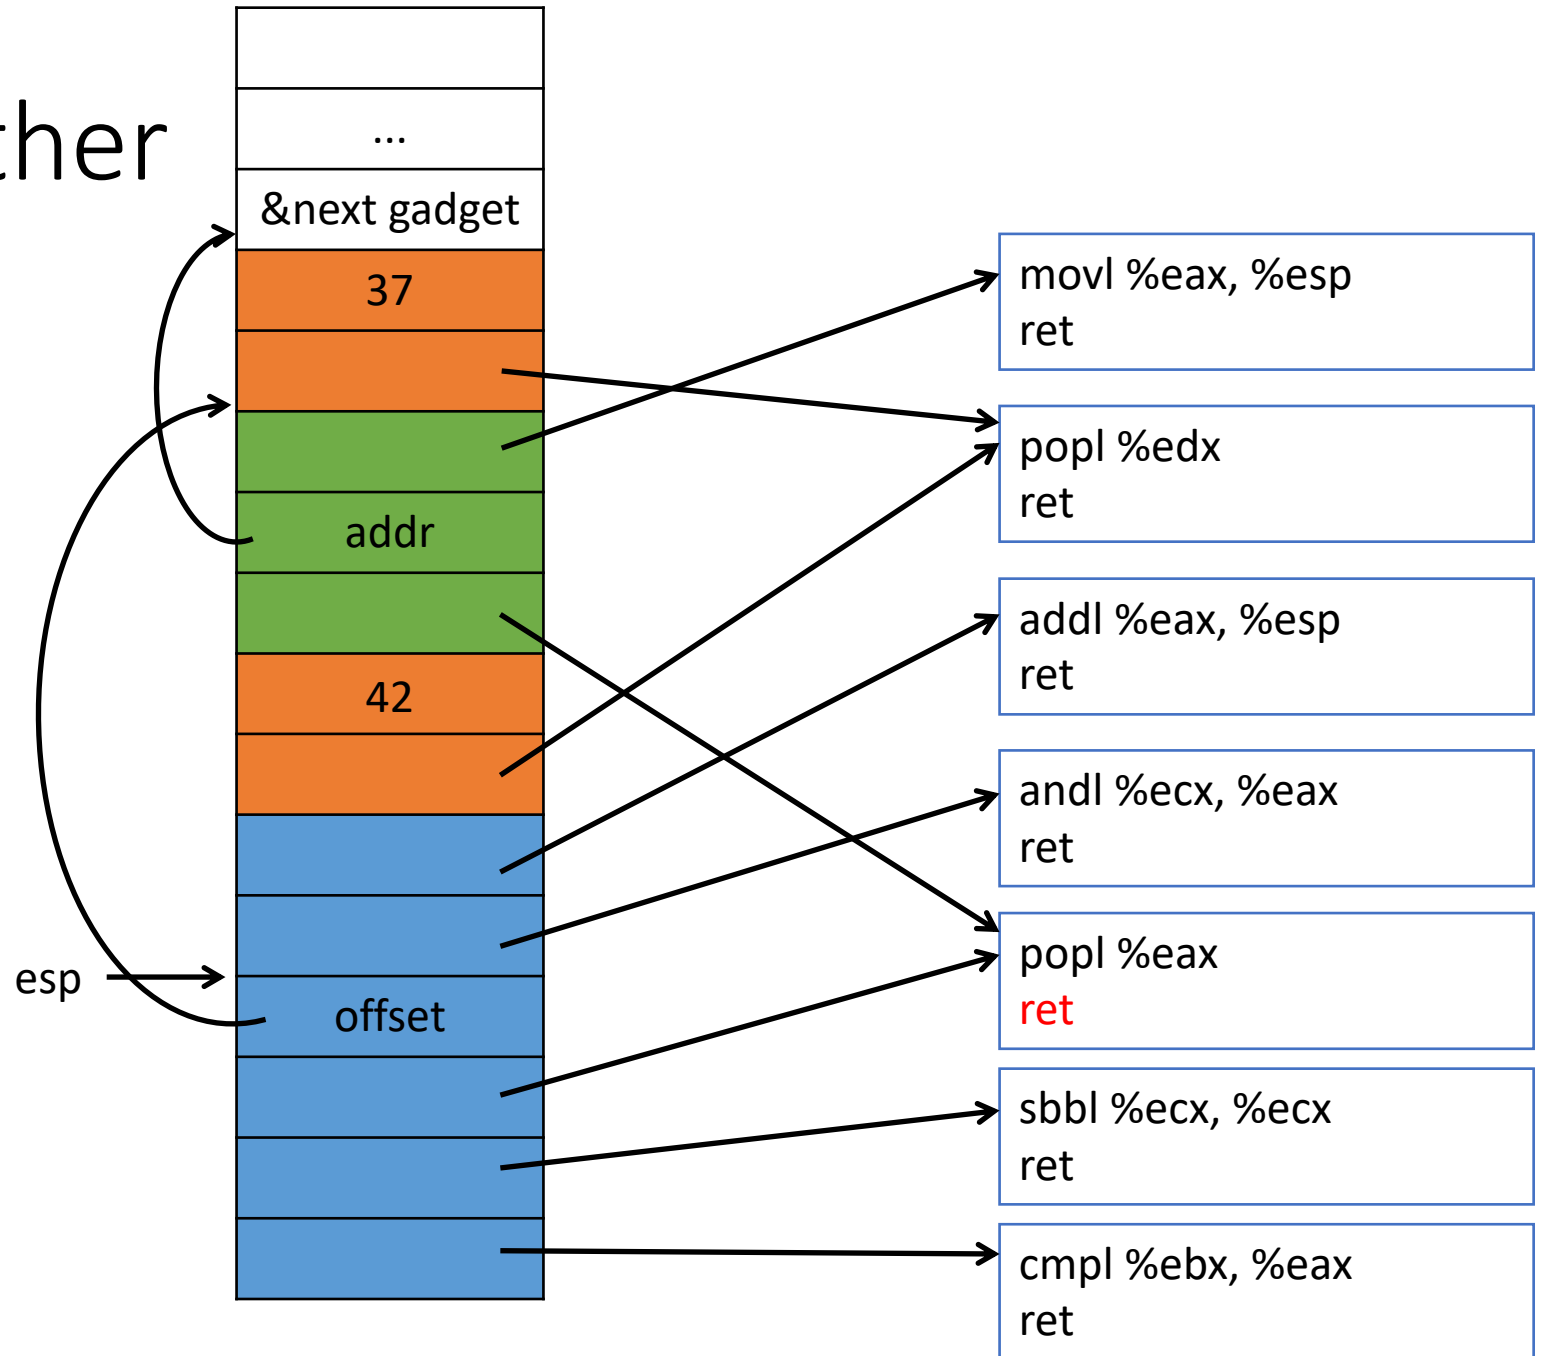 ...
&next gadget
37
addr
42
esp
offset
movl %eax, %esp
ret
popl %edx
ret
addl %eax, %esp
ret
andl %ecx, %eax
ret
popl %eax
ret
sbbl %ecx, %ecx
ret
cmpl %ebx, %eax
ret